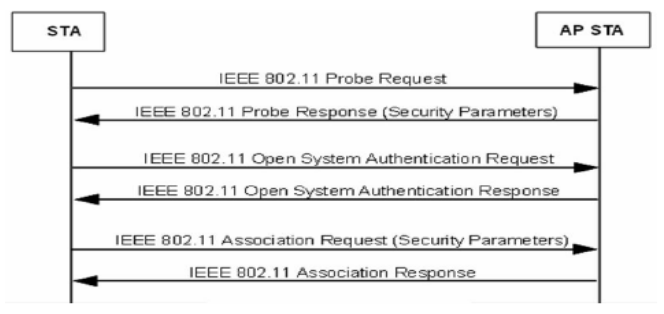 STA
AP STA
IEEE 802.11 Probe Request
IEEE 802.11 Probe Response (Security Parameters)
IEEE 802.11 Open System Authentication Request
IEEE 802.11 Open System Authentication Response
IEEE 802.11 Association Request (Security Parameters)
IEEE 802.11 Association Response